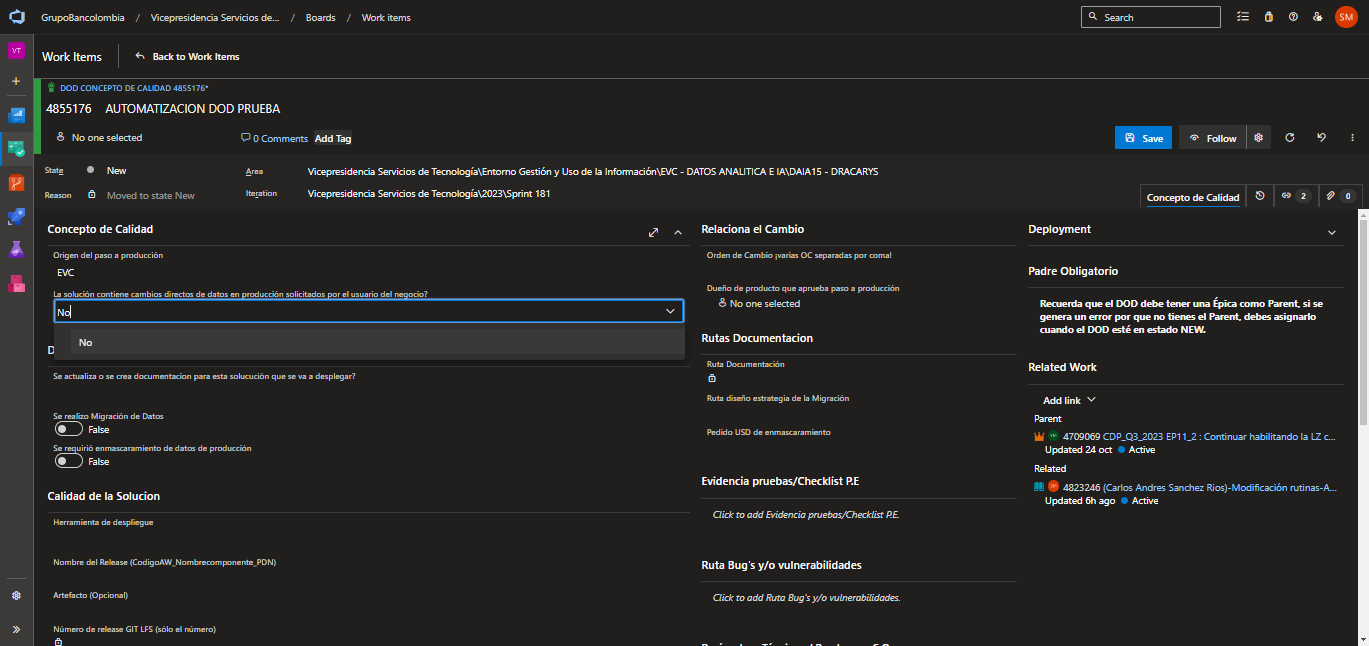 GrupoBancolombia / Vicepresidencia Servicios de... / Boards / Work items
Search
SM
VT
Work Items
Back to Work Items
DOD CONCEPTO DE CALIDAD 4855176*
4855176 AUTOMATIZACION DOD PRUEBA
No one selected
0 Comments
Add Tag
Save
Follow
State
New
Area
Vicepresidencia Servicios de Tecnología\Entorno Gestión y Uso de la Información\EVC - DATOS ANALITICA E IA\DAIA15 - DRACARYS
Reason
Moved to state New
Iteration
Vicepresidencia Servicios de Tecnología\2023\Sprint 181
Concepto de Calidad
2
0
Concepto de Calidad
Origen del paso a producción
EVC
La solución contiene cambios directos de datos en producción solicitados por el usuario del negocio?
No
No
D
Se actualiza o se crea documentacion para esta solucución que se va a desplegar?
Se realizo Migración de Datos
False
Se requirió enmascaramiento de datos de producción
False
Calidad de la Solucion
Herramienta de despliegue
Nombre del Release (CodigoAW_Nombrecomponente_PDN)
Artefacto (Opcional)
Número de release GIT LFS (sólo el número)
Relaciona el Cambio
Orden de Cambio ¡varias OC separadas por coma!
Dueño de producto que aprueba paso a producción
No one selected
Rutas Documentacion
Ruta Documentación
Ruta diseño estrategia de la Migración
Pedido USD de enmascaramiento
Evidencia pruebas/Checklist P.E
Click to add Evidencia pruebas/Checklist P.E.
Ruta Bug's y/o vulnerabilidades
Click to add Ruta Bug's y/o vulnerabilidades.
Deployment
Padre Obligatorio
Recuerda que el DOD debe tener una Épica como Parent, si se
genera un error por que no tienes el Parent, debes asignarlo
cuando el DOD esté en estado NEW.
Related Work
Add link
Parent
4709069 CDP_Q3_2023 EP11_2 : Continuar habilitando la LZ c...
Updated 24 oct Active
Related
SM 4823246 (Carlos Andres Sanchez Rios)-Modificación rutinas-A...
Updated 6h ago Active